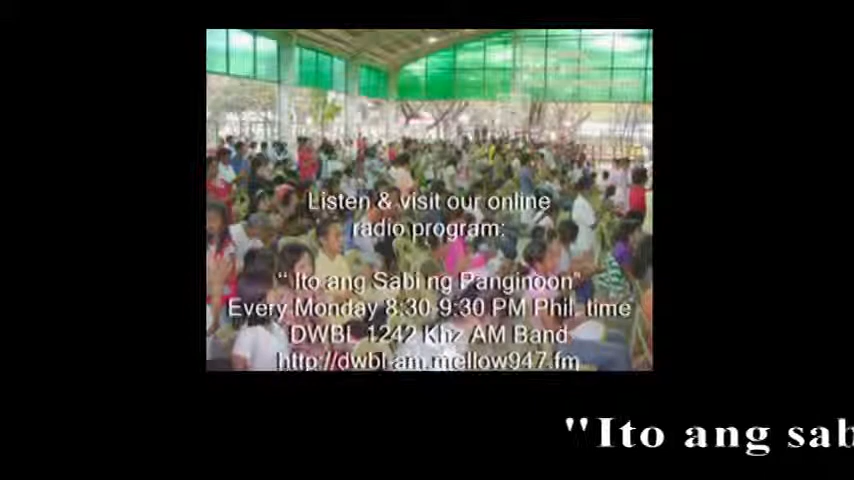 Listen & visit our online
radio program:
“ Ito ang Sabi ng Panginoon”
Every Monday 8:30-9:30 PM Phil. time
DWBL 1242 Khz AM Band
http://dwbl-am.mellow947.fm
"Ito ang sab